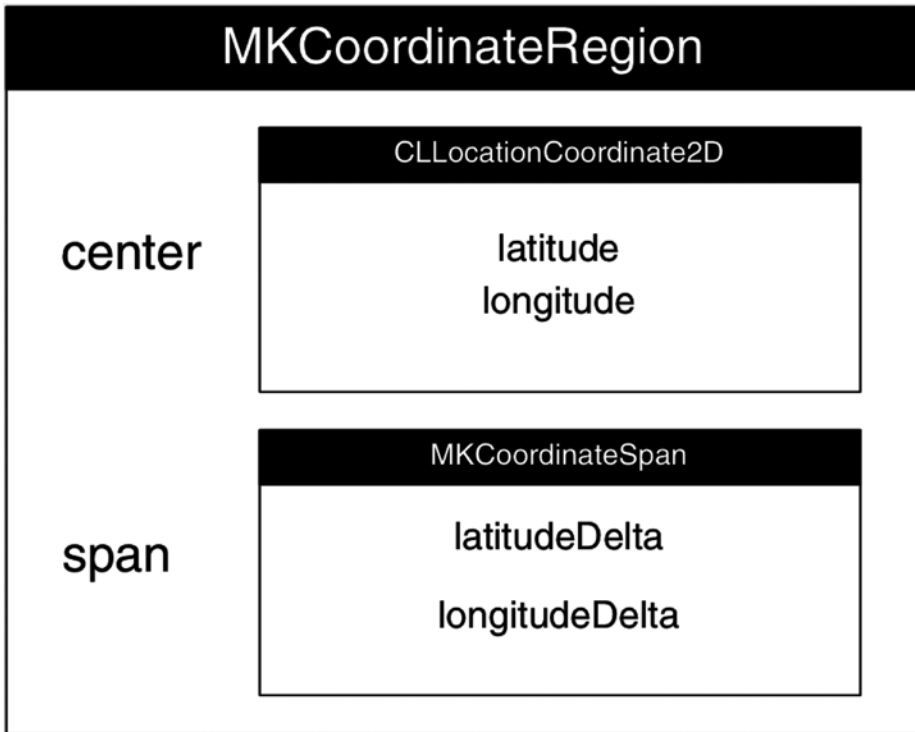 MKCoordinateRegion
CLLocationCoordinate2D
center
latitude
longitude
MKCoordinateSpan
span
latitudeDelta
longitudeDelta